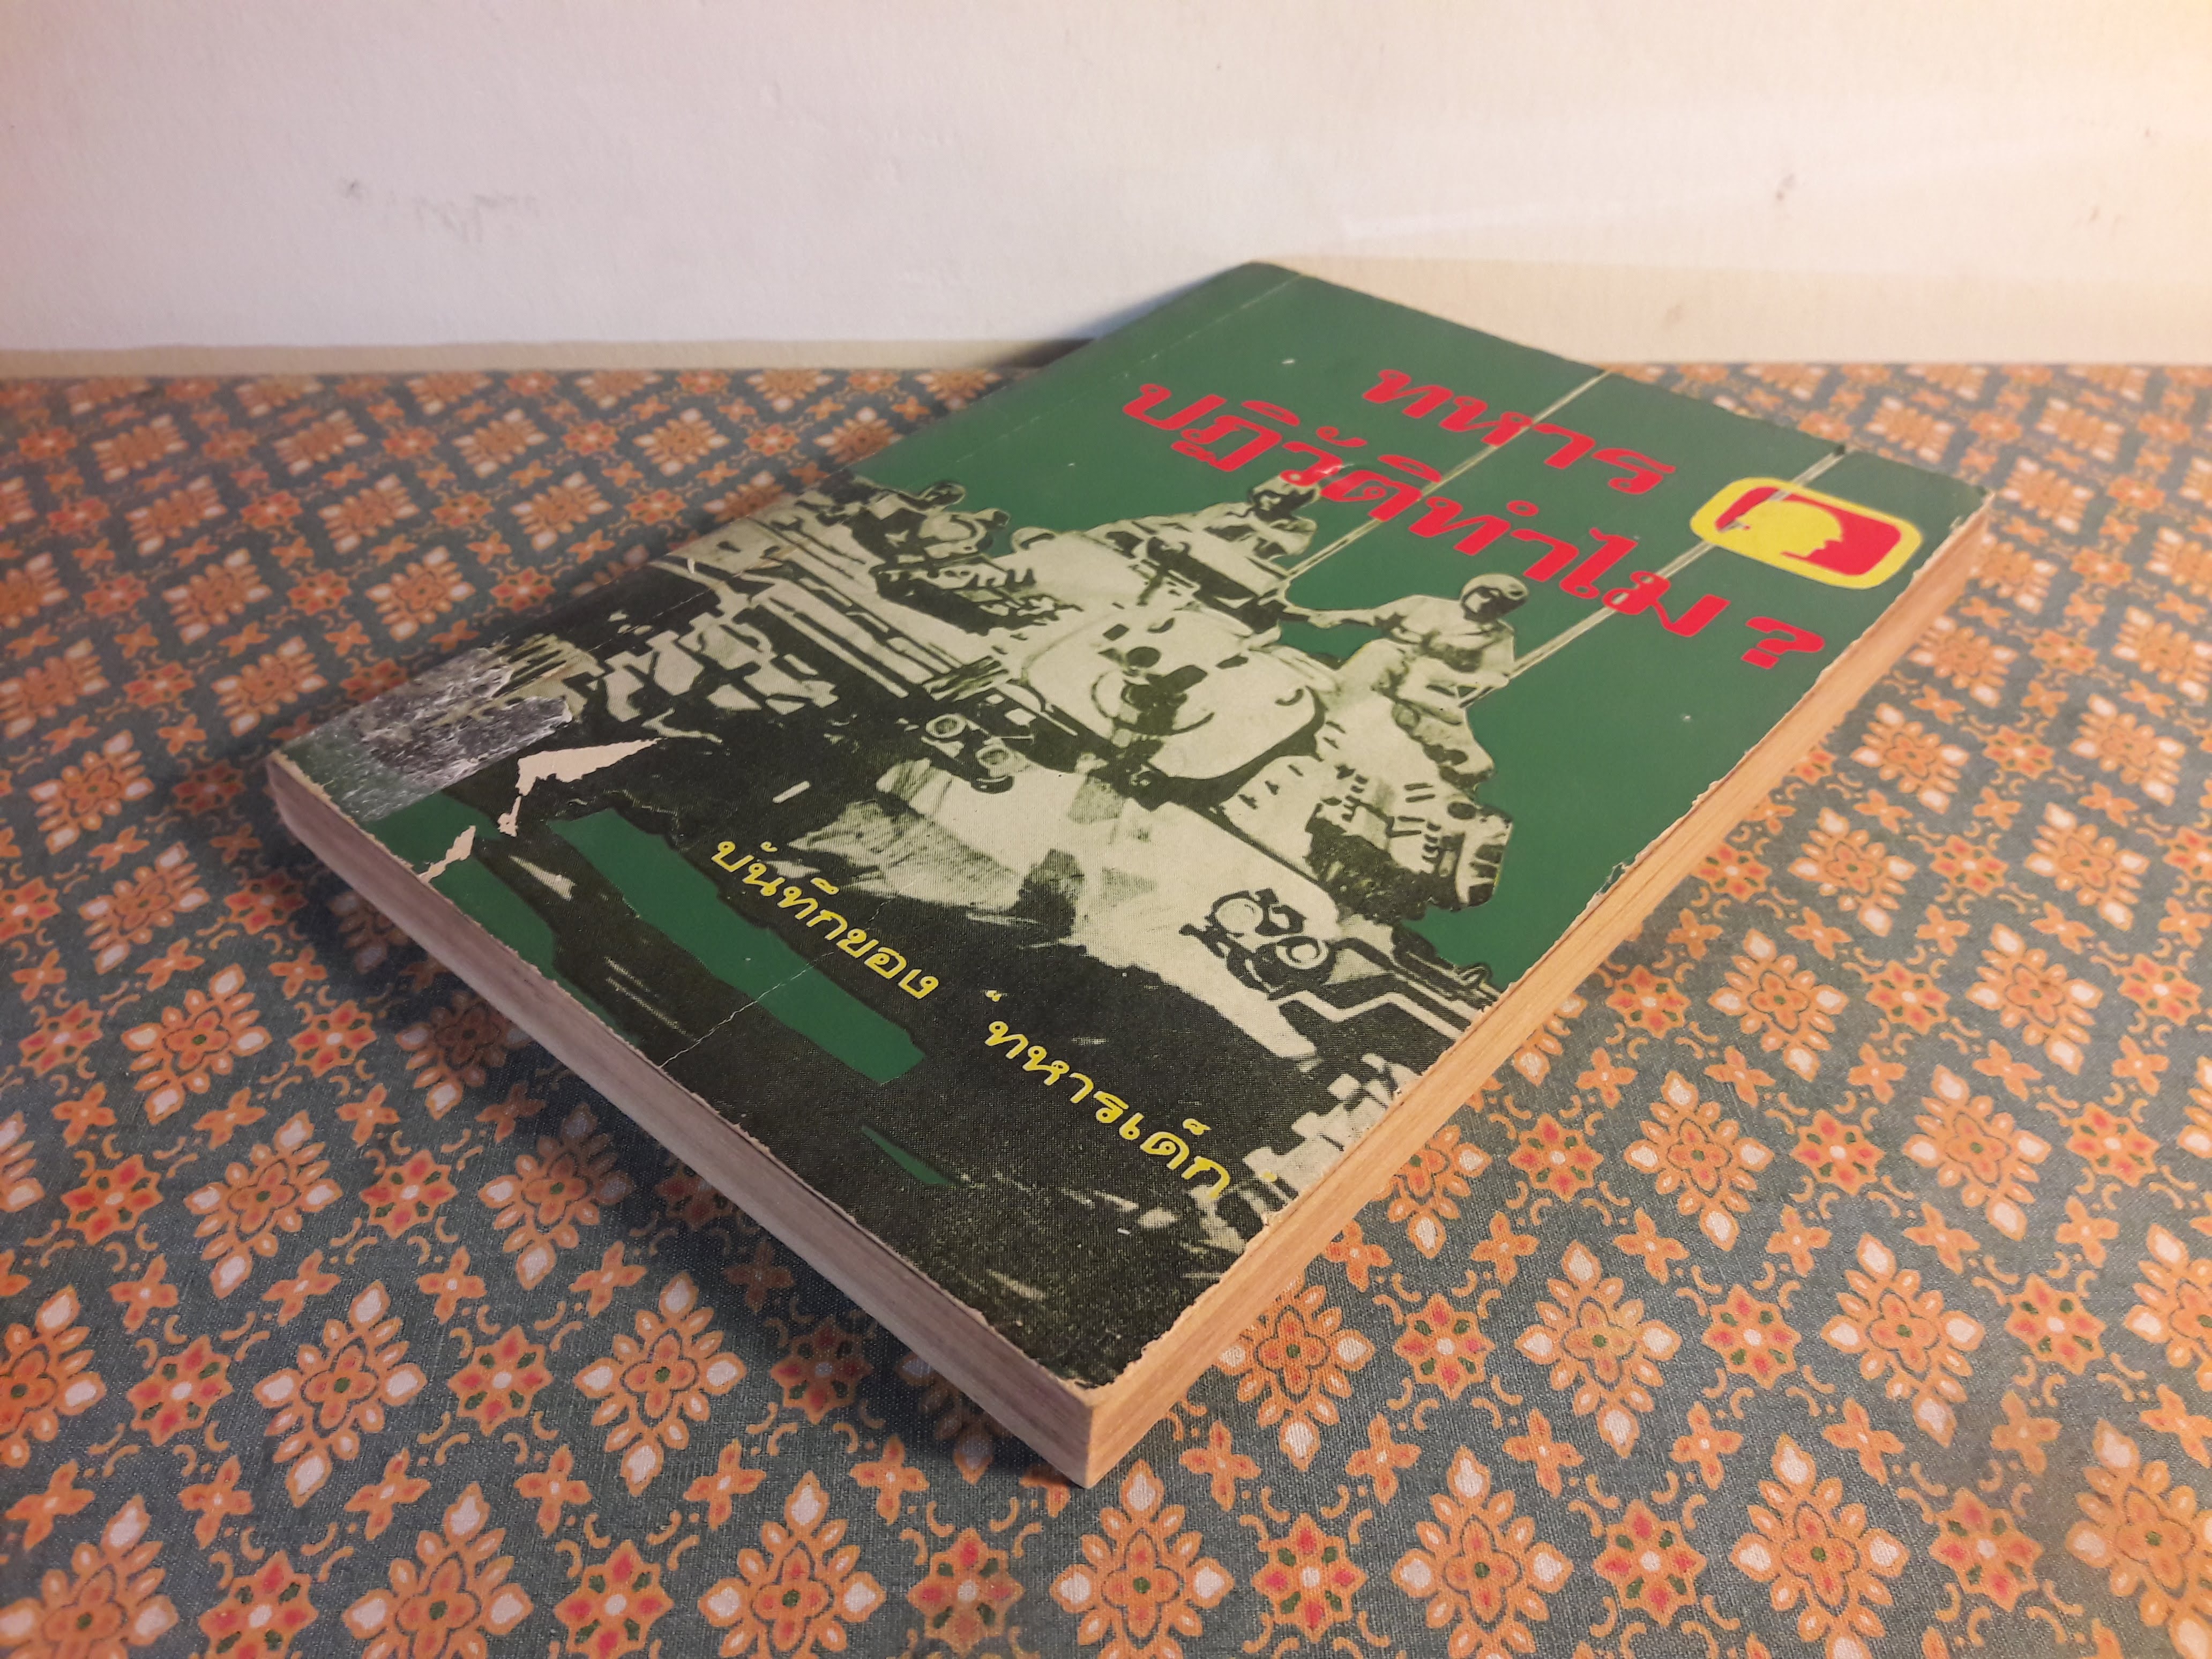 ทหาร
ปฏิวัติทำไม ?
บันทึกของ "ทหารเด็ก"